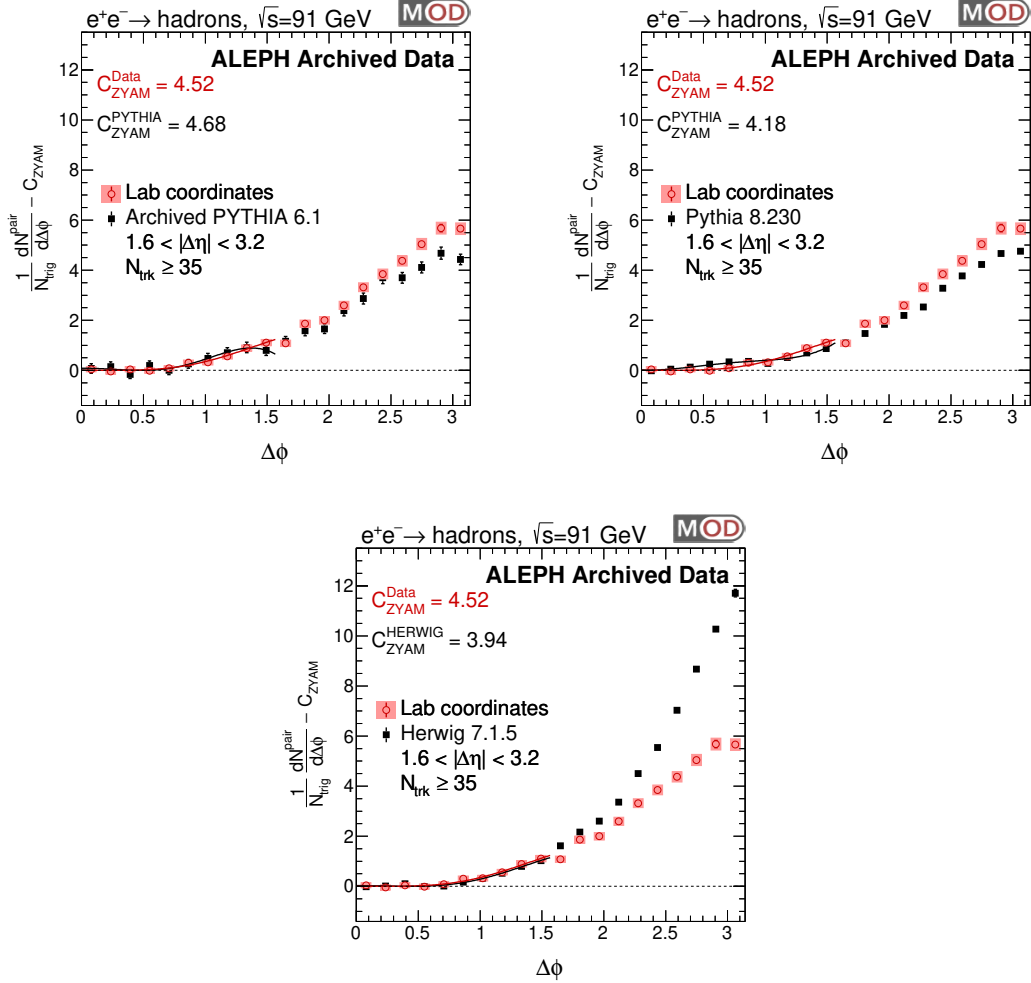 e⁺e⁻→ hadrons, √s=91 GeV
MOD
ALEPH Archived Data
C_ZYAM^Data = 4.52
C_ZYAM^PYTHIA = 4.68
Lab coordinates
Archived PYTHIA 6.1
1.6 < |Δη| < 3.2
N_trk ≥ 35
1/N_trig dN^pair/dΔφ − C_ZYAM
12
10
8
6
4
2
0
0 0.5 1 1.5 2 2.5 3
Δφ
e⁺e⁻→ hadrons, √s=91 GeV
MOD
ALEPH Archived Data
C_ZYAM^Data = 4.52
C_ZYAM^PYTHIA = 4.18
Lab coordinates
Pythia 8.230
1.6 < |Δη| < 3.2
N_trk ≥ 35
1/N_trig dN^pair/dΔφ − C_ZYAM
12
10
8
6
4
2
0
0 0.5 1 1.5 2 2.5 3
Δφ
e⁺e⁻→ hadrons, √s=91 GeV
MOD
ALEPH Archived Data
C_ZYAM^Data = 4.52
C_ZYAM^HERWIG = 3.94
Lab coordinates
Herwig 7.1.5
1.6 < |Δη| < 3.2
N_trk ≥ 35
1/N_trig dN^pair/dΔφ − C_ZYAM
12
10
8
6
4
2
0
0 0.5 1 1.5 2 2.5 3
Δφ